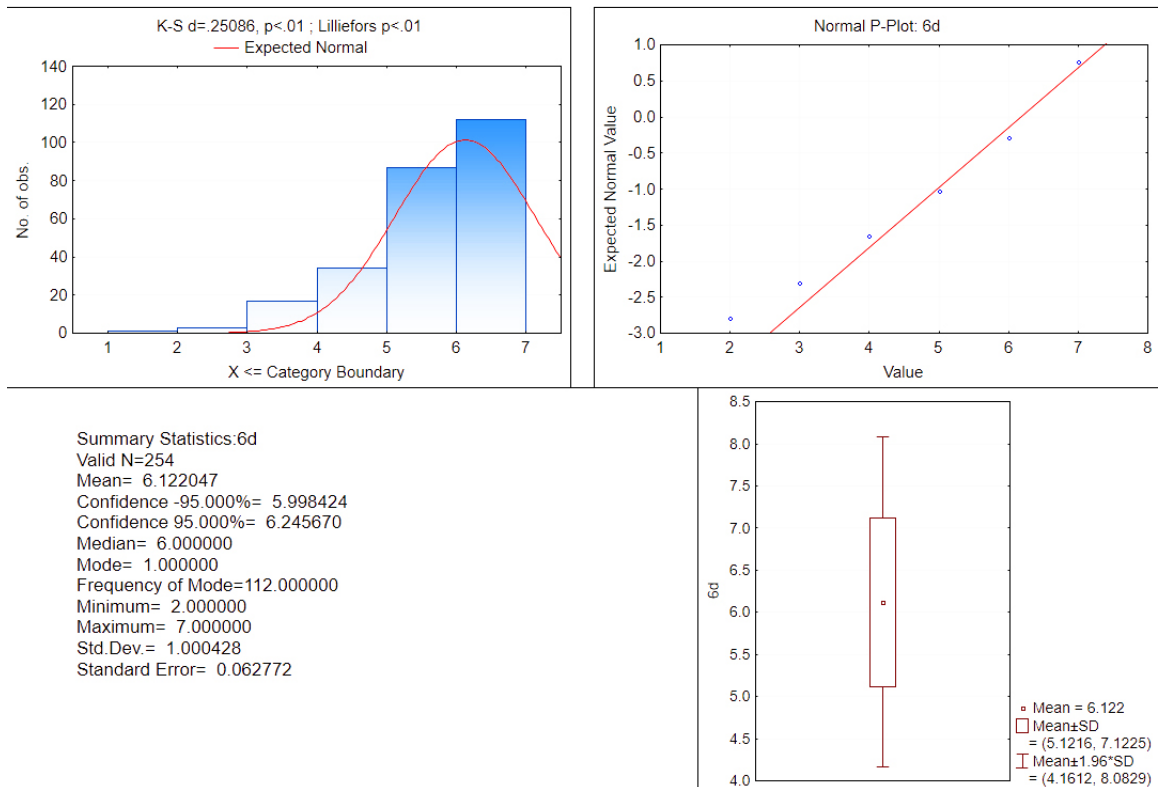 K-S d=.25086, p<.01 ; Lilliefors p<.01
Expected Normal
140
120
100
80
60
40
20
0
No. of obs.
1 2 3 4 5 6 7
X <= Category Boundary
Normal P-Plot: 6d
1.0
0.5
0.0
-0.5
-1.0
-1.5
-2.0
-2.5
-3.0
Expected Normal Value
1 2 3 4 5 6 7 8
Value
Summary Statistics:6d
Valid N=254
Mean= 6.122047
Confidence -95.000%= 5.998424
Confidence 95.000%= 6.245670
Median= 6.000000
Mode= 1.000000
Frequency of Mode=112.000000
Minimum= 2.000000
Maximum= 7.000000
Std.Dev.= 1.000428
Standard Error= 0.062772
8.5
8.0
7.5
7.0
6.5
6.0
5.5
5.0
4.5
4.0
6d
Mean = 6.122
Mean±SD
= (5.1216, 7.1225)
Mean±1.96*SD
= (4.1612, 8.0829)